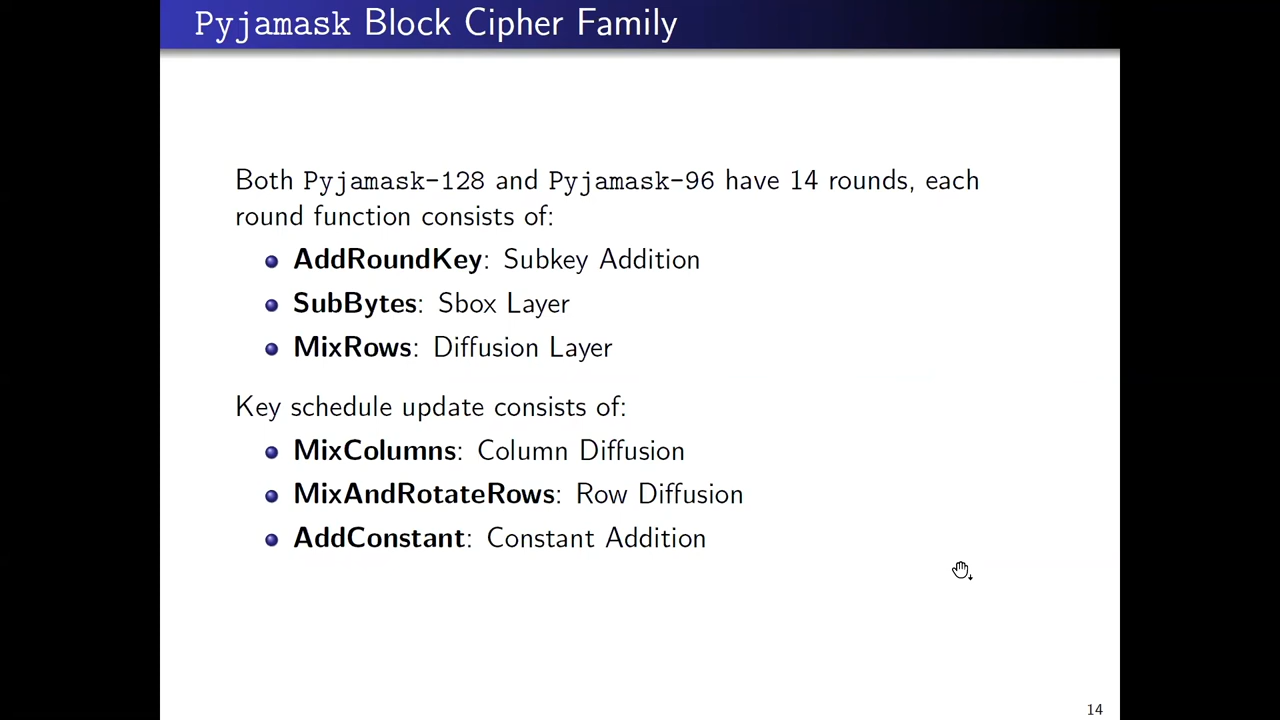 Pyjamask Block Cipher Family
Both Pyjamask-128 and Pyjamask-96 have 14 rounds, each
round function consists of:
AddRoundKey: Subkey Addition
SubBytes: Sbox Layer
MixRows: Diffusion Layer
Key schedule update consists of:
MixColumns: Column Diffusion
MixAndRotateRows: Row Diffusion
AddConstant: Constant Addition
14